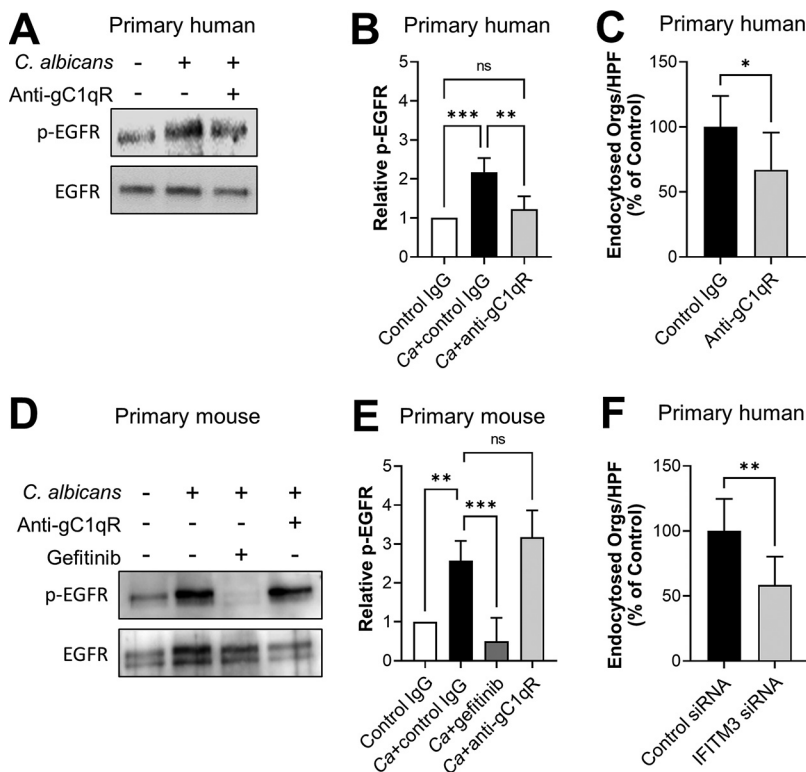 A Primary human
C. albicans - + +
Anti-gC1qR - - +
p-EGFR
EGFR
B Primary human
Relative p-EGFR
5
4
3
2
1
0
ns
*** **
Control IgG
Ca+control IgG
Ca+anti-gC1qR
C Primary human
Endocytosed Orgs/HPF
(% of Control)
150
100
50
0
*
Control IgG
Anti-gC1qR
D Primary mouse
C. albicans - + + +
Anti-gC1qR - - - +
Gefitinib - - + -
p-EGFR
EGFR
E Primary mouse
Relative p-EGFR
5
4
3
2
1
0
ns
** ***
Control IgG
Ca+control IgG
Ca+gefitinib
Ca+anti-gC1qR
F Primary human
Endocytosed Orgs/HPF
(% of Control)
150
100
50
0
**
Control siRNA
IFITM3 siRNA